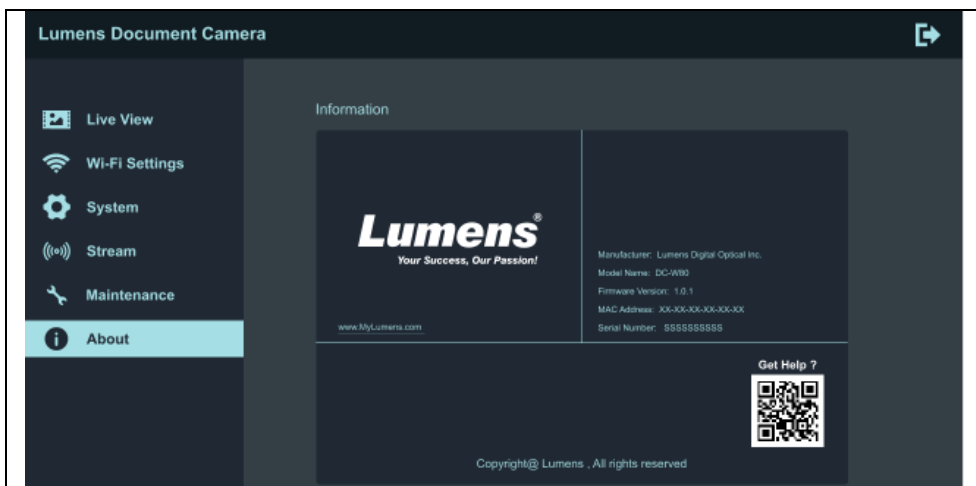 Lumens Document Camera
Live View
Wi-Fi Settings
System
Stream
Maintenance
About
Information
Lumens®
Your Success, Our Passion!
www.MyLumens.com
Manufacturer: Lumens Digital Optical Inc.
Model Name: DC-W80
Firmware Version: 1.0.1
MAC Address: XX-XX-XX-XX-XX-XX
Serial Number: SSSSSSSSSS
Get Help ?
Copyright@ Lumens , All rights reserved